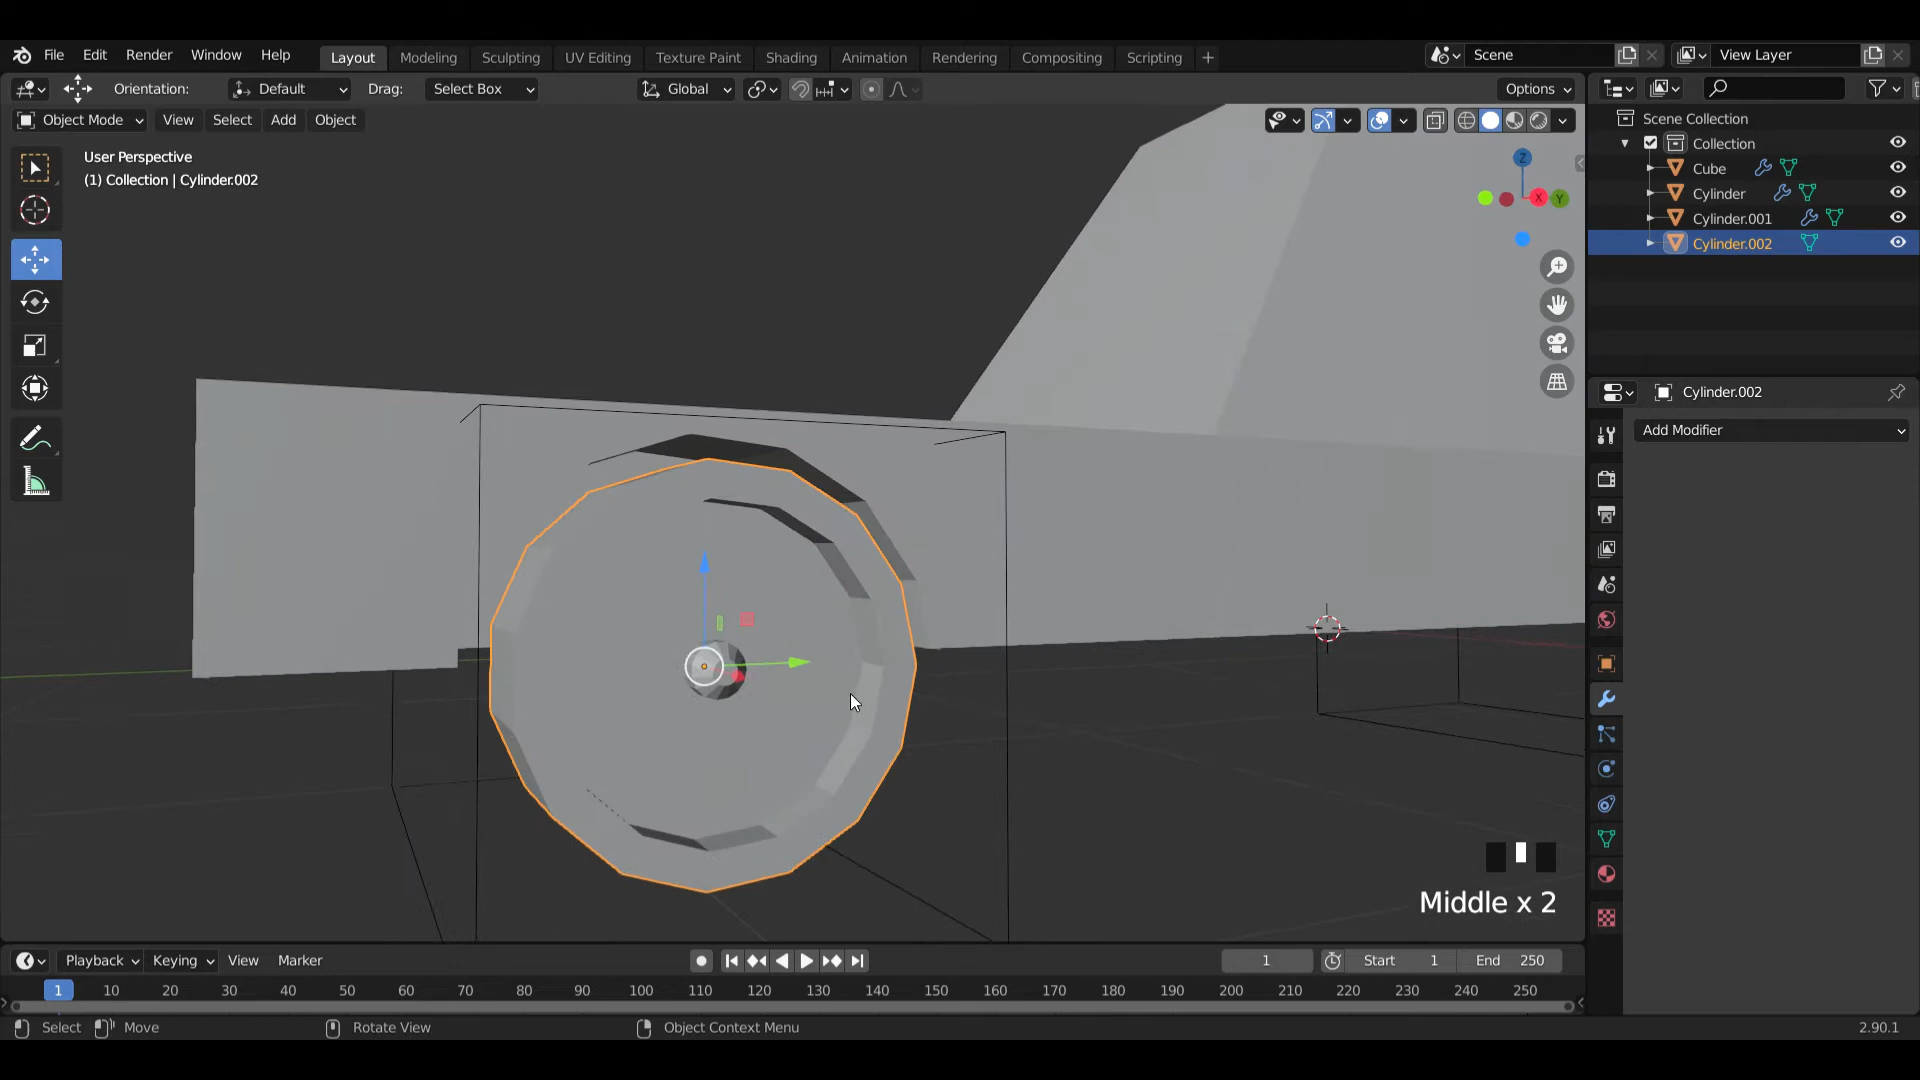 File Edit Render Window Help Layout Modeling Sculpting UV Editing Texture Paint Shading Animation Rendering Compositing Scripting + Scene View Layer
Orientation: Default Drag: Select Box Global Options
Object Mode View Select Add Object
User Perspective
(1) Collection | Cylinder.002
Z
X
Y
Scene Collection
Collection
Cube
Cylinder
Cylinder.001
Cylinder.002
Cylinder.002
Add Modifier
Middle x 2
Playback Keying View Marker 1 Start 1 End 250
1 10 20 30 40 50 60 70 80 90 100 110 120 130 140 150 160 170 180 190 200 210 220 230 240 250
Select Move Rotate View Object Context Menu 2.90.1